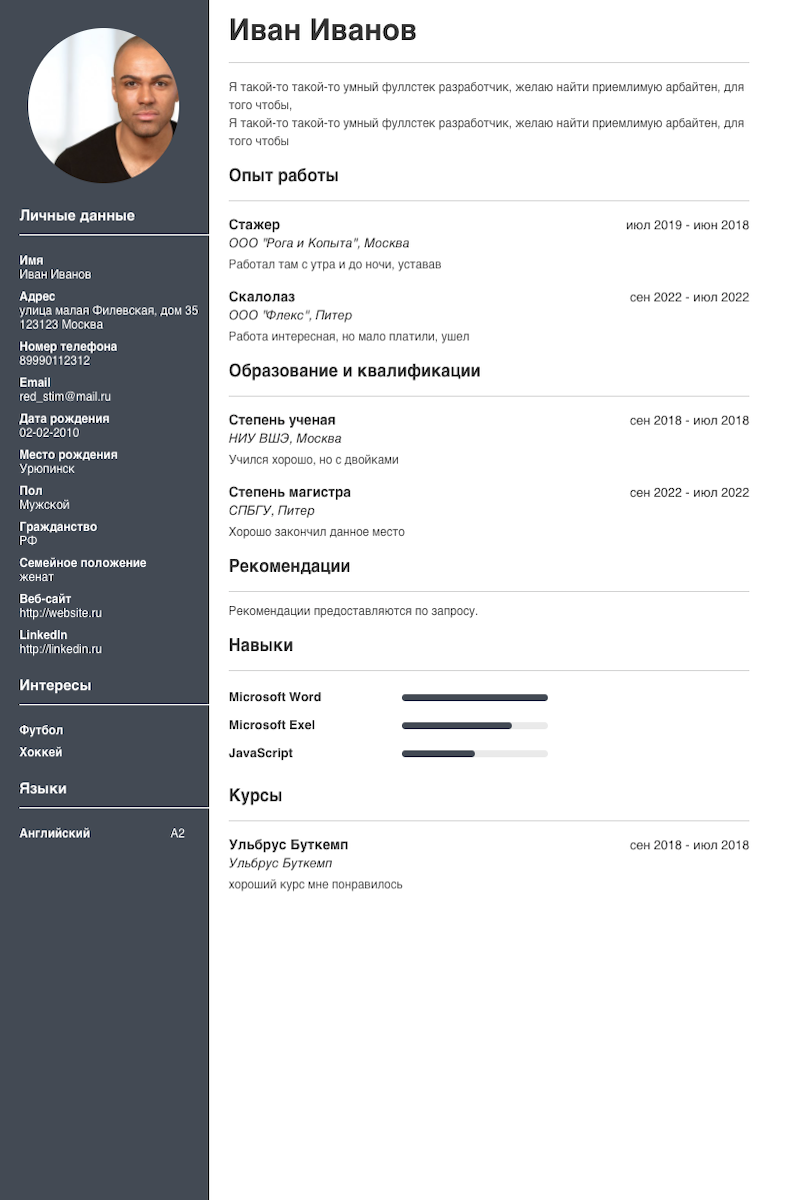 Личные данные
Имя
Иван Иванов
Адрес
улица малая Филевская, дом 35
123123 Москва
Номер телефона
89990112312
Email
red_stim@mail.ru
Дата рождения
02-02-2010
Место рождения
Урюпинск
Пол
Мужской
Гражданство
РФ
Семейное положение
женат
Веб-сайт
http://website.ru
LinkedIn
http://linkedin.ru
Интересы
Футбол
Хоккей
Языки
Английский A2
Иван Иванов
Я такой-то такой-то умный фуллстек разработчик, желаю найти приемлимую арбайтен, для
того чтобы,
Я такой-то такой-то умный фуллстек разработчик, желаю найти приемлимую арбайтен, для
того чтобы
Опыт работы
Стажер июл 2019 - июн 2018
ООО "Рога и Копыта", Москва
Работал там с утра и до ночи, уставав
Скалолаз сен 2022 - июл 2022
ООО "Флекс", Питер
Работа интересная, но мало платили, ушел
Образование и квалификации
Степень ученая сен 2018 - июл 2018
НИУ ВШЭ, Москва
Учился хорошо, но с двойками
Степень магистра сен 2022 - июл 2022
СПБГУ, Питер
Хорошо закончил данное место
Рекомендации
Рекомендации предоставляются по запросу.
Навыки
Microsoft Word
Microsoft Exel
JavaScript
Курсы
Ульбрус Буткемп сен 2018 - июл 2018
Ульбрус Буткемп
хороший курс мне понравилось